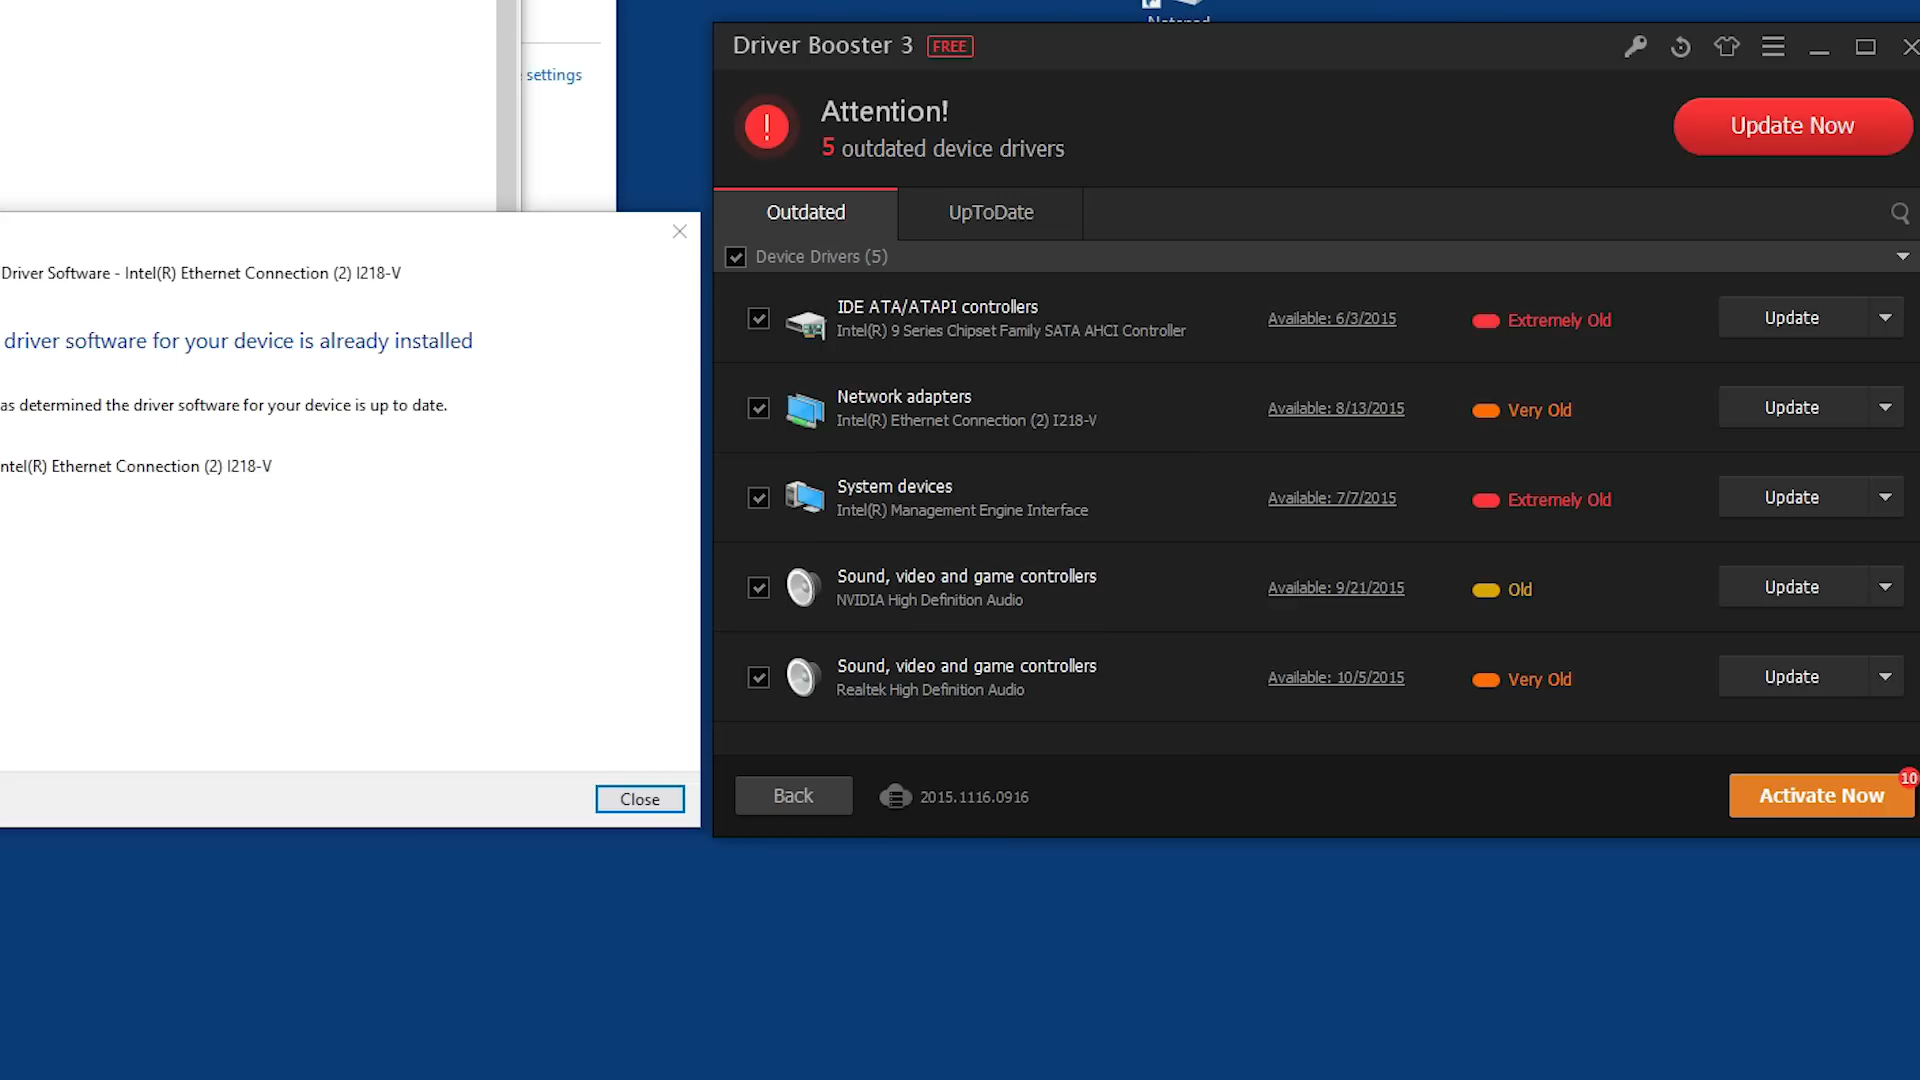 Notepad
settings
Driver Software - Intel(R) Ethernet Connection (2) I218-V
driver software for your device is already installed
as determined the driver software for your device is up to date.
ntel(R) Ethernet Connection (2) I218-V
Close
Driver Booster 3 FREE
Attention!
5 outdated device drivers
Update Now
Outdated UpToDate
Device Drivers (5)
IDE ATA/ATAPI controllers
Intel(R) 9 Series Chipset Family SATA AHCI Controller
Available: 6/3/2015
Extremely Old
Update
Network adapters
Intel(R) Ethernet Connection (2) I218-V
Available: 8/13/2015
Very Old
Update
System devices
Intel(R) Management Engine Interface
Available: 7/7/2015
Extremely Old
Update
Sound, video and game controllers
NVIDIA High Definition Audio
Available: 9/21/2015
Old
Update
Sound, video and game controllers
Realtek High Definition Audio
Available: 10/5/2015
Very Old
Update
Back
2015.1116.0916
Activate Now
10